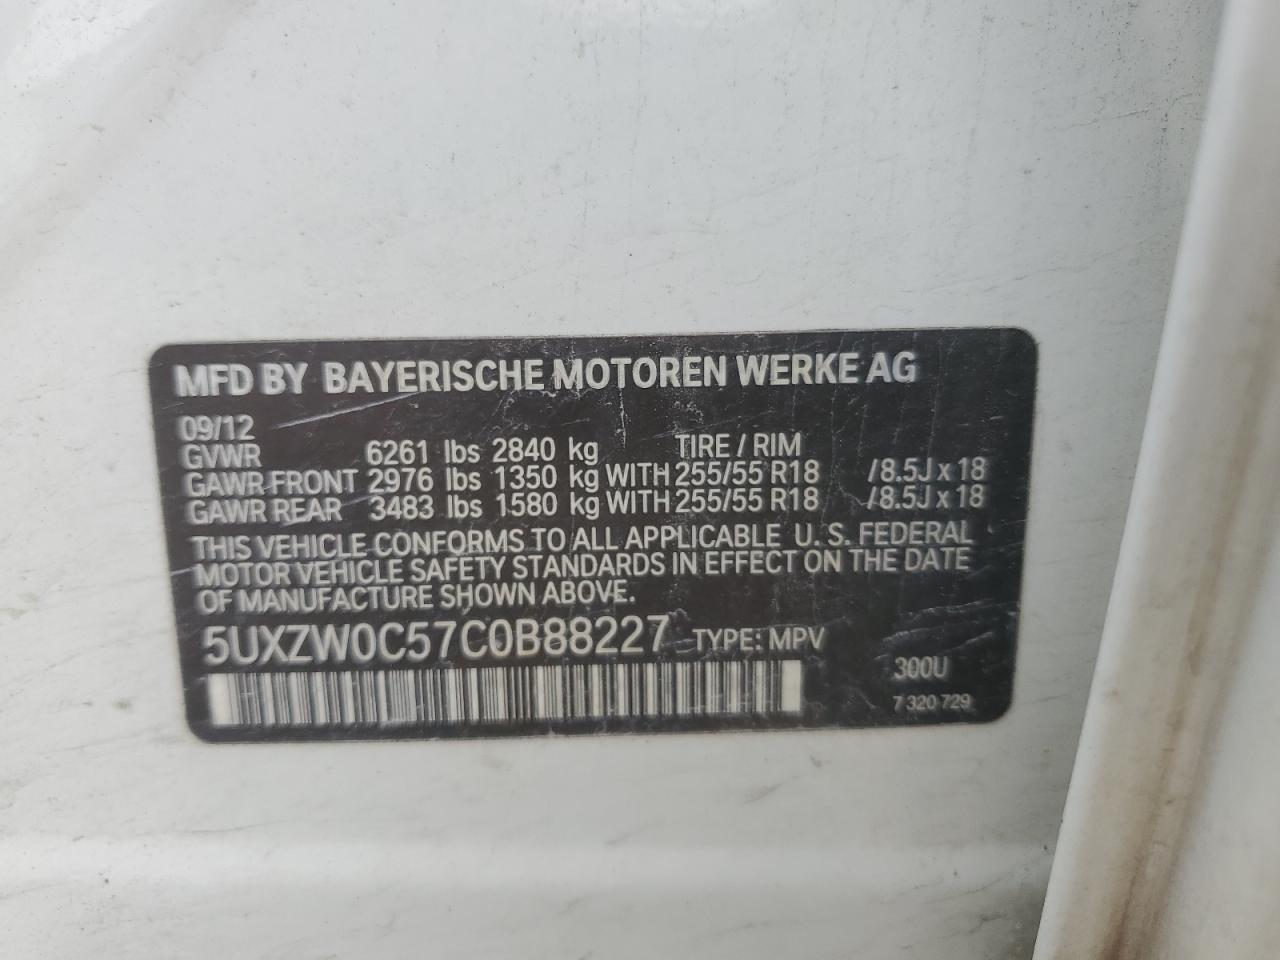 MFD BY BAYERISCHE MOTOREN WERKE AG
09/12
GVWR 6261 lbs 2840 kg TIRE / RIM
GAWR FRONT 2976 lbs 1350 kg WITH 255/55 R18 /8.5J x 18
GAWR REAR 3483 lbs 1580 kg WITH 255/55 R18 /8.5J x 18
THIS VEHICLE CONFORMS TO ALL APPLICABLE U. S. FEDERAL
MOTOR VEHICLE SAFETY STANDARDS IN EFFECT ON THE DATE
OF MANUFACTURE SHOWN ABOVE.
5UXZW0C57C0B88227 TYPE: MPV
300U
7 320 729